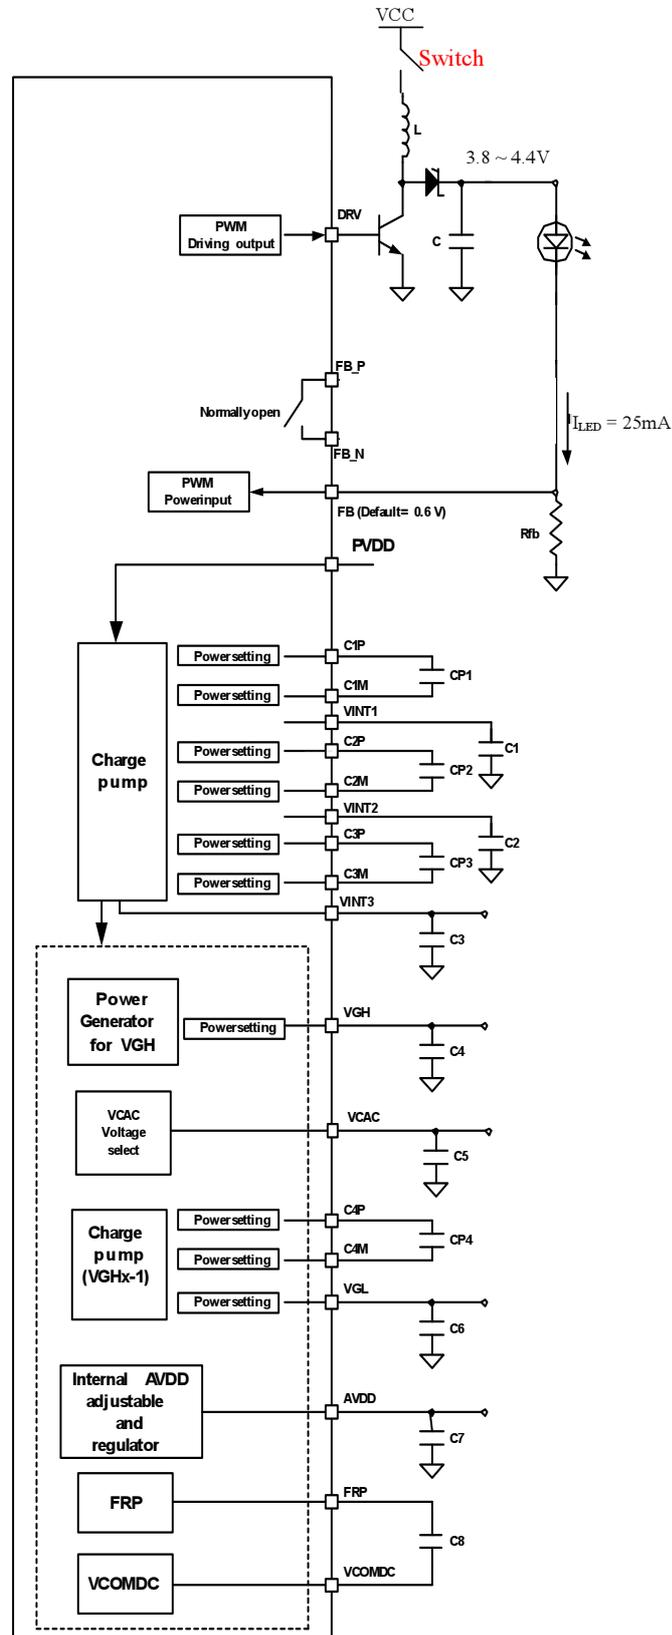 VCC
Switch
L
3.8 ~ 4.4V
DRV
PWM
Driving output
C
FB_P
Normally open
FB_N
I_LED = 25mA
PWM
Powerinput
FB (Default= 0.6 V)
Rfb
PVDD
Charge
pump
Powersetting
C1P
CP1
Powersetting
C1M
VINT1
C1
Powersetting
C2P
CP2
Powersetting
C2M
VINT2
C2
Powersetting
C3P
CP3
Powersetting
C3M
VINT3
C3
Power
Generator
for VGH
Powersetting
VGH
C4
VCAC
Voltage
select
VCAC
C5
Charge
pump
(VGHx-1)
Powersetting
C4P
CP4
Powersetting
C4M
Powersetting
VGL
C6
Internal AVDD
adjustable
and
regulator
AVDD
C7
FRP
FRP
C8
VCOMDC
VCOMDC